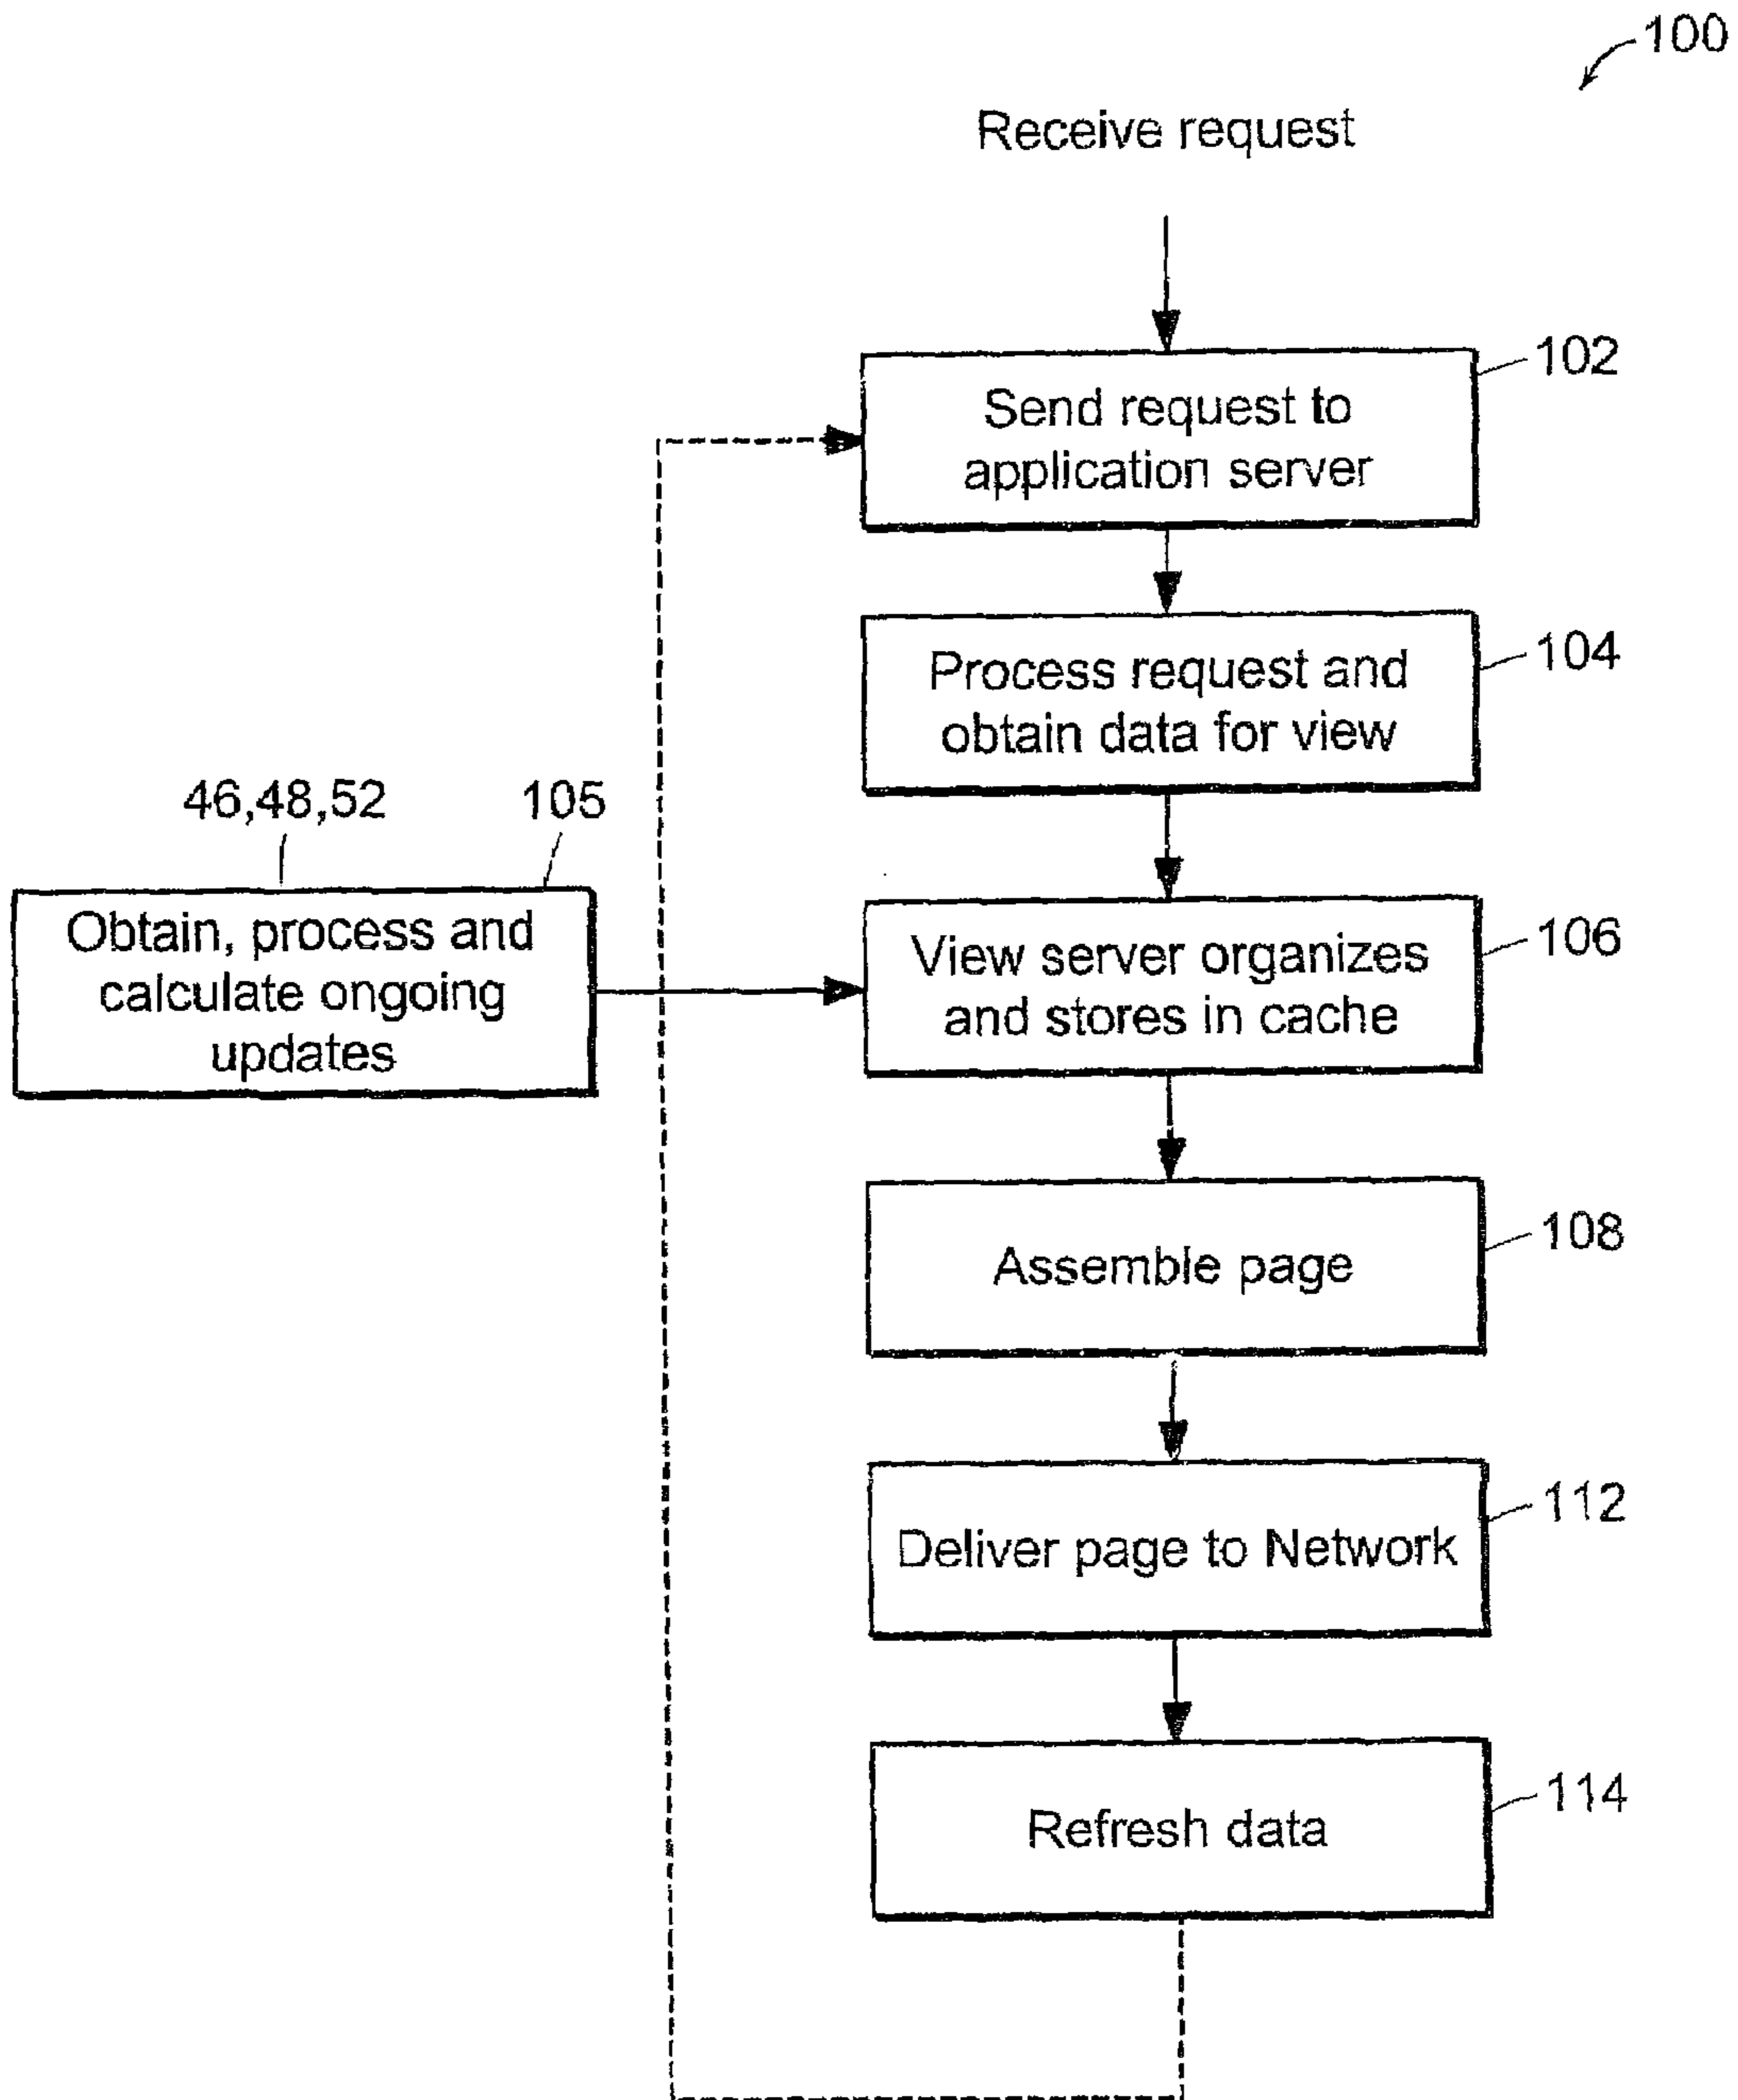 100
Receive request
102
Send request to
application server
104
Process request and
obtain data for view
46,48,52
105
Obtain, process and
calculate ongoing
updates
106
View server organizes
and stores in cache
108
Assemble page
112
Deliver page to Network
114
Refresh data